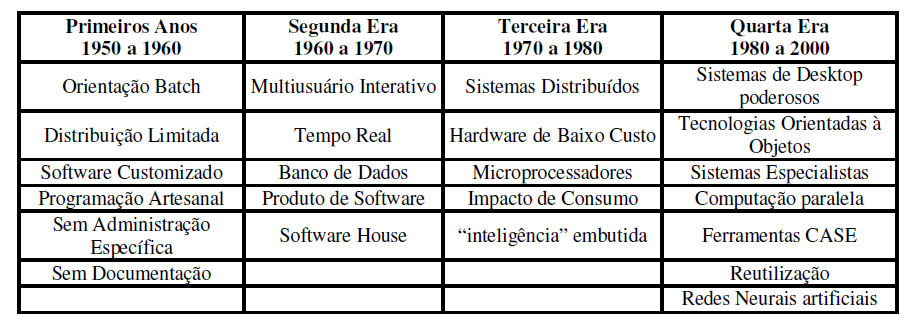 Primeiros Anos
1950 a 1960
Segunda Era
1960 a 1970
Terceira Era
1970 a 1980
Quarta Era
1980 a 2000
Orientação Batch
Multiusuário Interativo
Sistemas Distribuídos
Sistemas de Desktop
poderosos
Distribuição Limitada
Tempo Real
Hardware de Baixo Custo
Tecnologias Orientadas à
Objetos
Software Customizado
Banco de Dados
Microprocessadores
Sistemas Especialistas
Programação Artesanal
Produto de Software
Impacto de Consumo
Computação paralela
Sem Administração
Específica
Software House
“inteligência” embutida
Ferramentas CASE
Sem Documentação
Reutilização
Redes Neurais artificiais